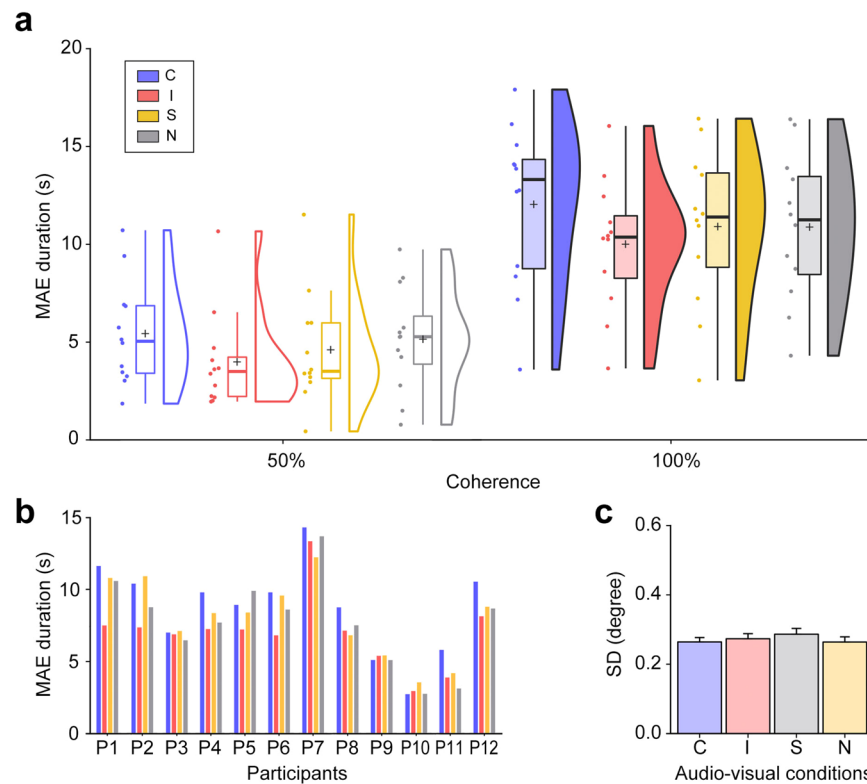 a
20
15
10
5
0
MAE duration (s)
C
I
S
N
50%
100%
Coherence
b
15
10
5
0
MAE duration (s)
P1 P2 P3 P4 P5 P6 P7 P8 P9 P10 P11 P12
Participants
c
0.6
0.4
0.2
0.0
SD (degree)
C I S N
Audio-visual conditions